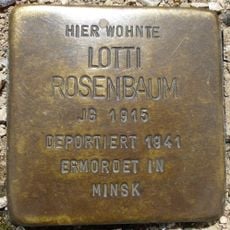 HIER WOHNTE
LOTTI
ROSENBAUM
JG 1915
DEPORTIERT 1941
ERMORDET IN
MINSK